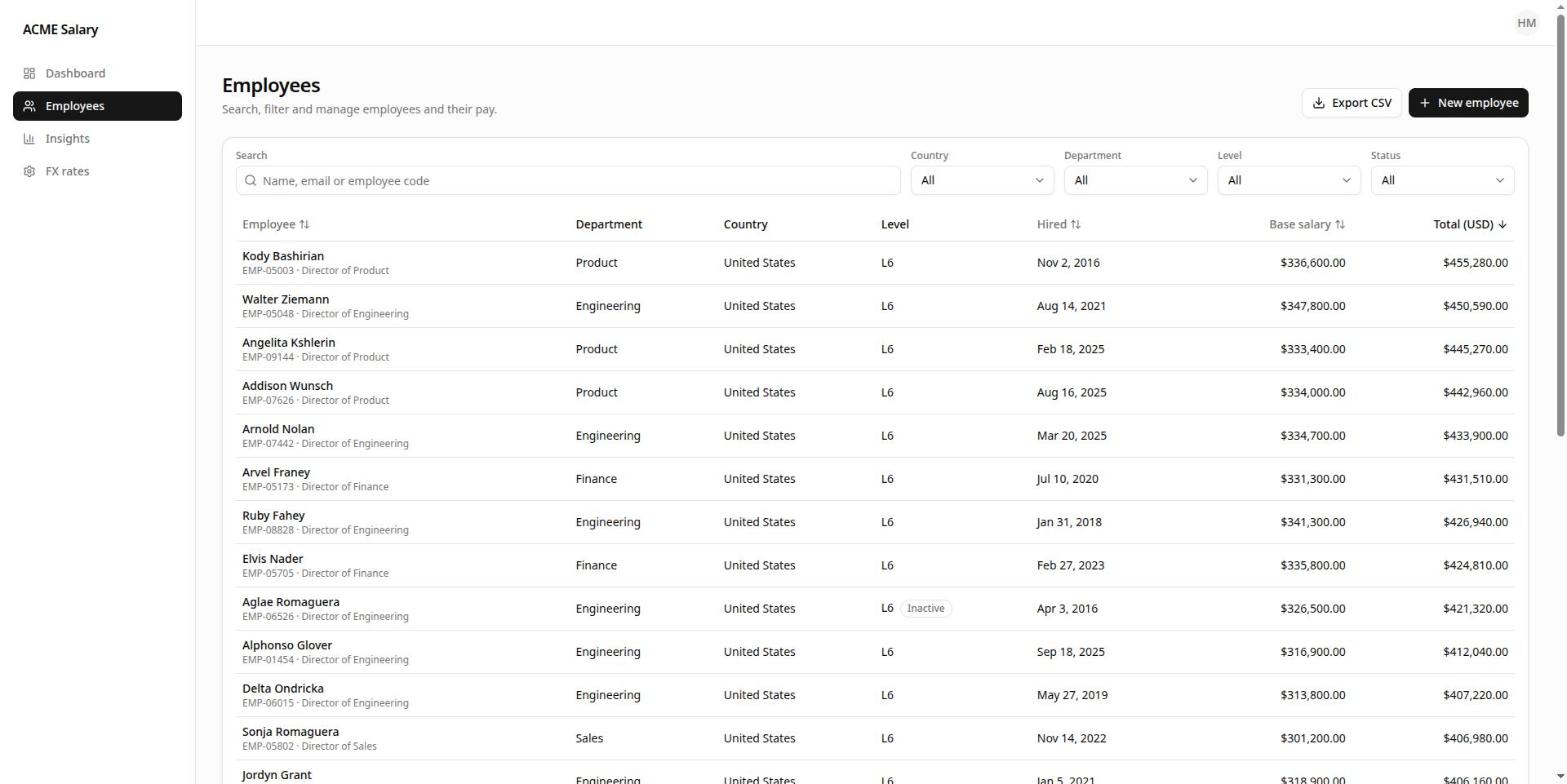 ACME Salary
HM
Dashboard
Employees
Insights
FX rates
Employees
Search, filter and manage employees and their pay.
Export CSV
New employee
Search Country Department Level Status
Name, email or employee code All All All All
Employee Department Country Level Hired Base salary Total (USD)
Kody Bashirian
EMP-05003 · Director of Product
Product United States L6 Nov 2, 2016 $336,600.00 $455,280.00
Walter Ziemann
EMP-05048 · Director of Engineering
Engineering United States L6 Aug 14, 2021 $347,800.00 $450,590.00
Angelita Kshlerin
EMP-09144 · Director of Product
Product United States L6 Feb 18, 2025 $333,400.00 $445,270.00
Addison Wunsch
EMP-07626 · Director of Product
Product United States L6 Aug 16, 2025 $334,000.00 $442,960.00
Arnold Nolan
EMP-07442 · Director of Engineering
Engineering United States L6 Mar 20, 2025 $334,700.00 $433,900.00
Arvel Franey
EMP-05173 · Director of Finance
Finance United States L6 Jul 10, 2020 $331,300.00 $431,510.00
Ruby Fahey
EMP-08828 · Director of Engineering
Engineering United States L6 Jan 31, 2018 $341,300.00 $426,940.00
Elvis Nader
EMP-05705 · Director of Finance
Finance United States L6 Feb 27, 2023 $335,800.00 $424,810.00
Aglae Romaguera
EMP-06526 · Director of Engineering
Engineering United States L6 Inactive Apr 3, 2016 $326,500.00 $421,320.00
Alphonso Glover
EMP-01454 · Director of Engineering
Engineering United States L6 Sep 18, 2025 $316,900.00 $412,040.00
Delta Ondricka
EMP-06015 · Director of Engineering
Engineering United States L6 May 27, 2019 $313,800.00 $407,220.00
Sonja Romaguera
EMP-05802 · Director of Sales
Sales United States L6 Nov 14, 2022 $301,200.00 $406,980.00
Jordyn Grant
Engineering United States L6 Jan 5, 2021 $318,900.00 $406,160.00